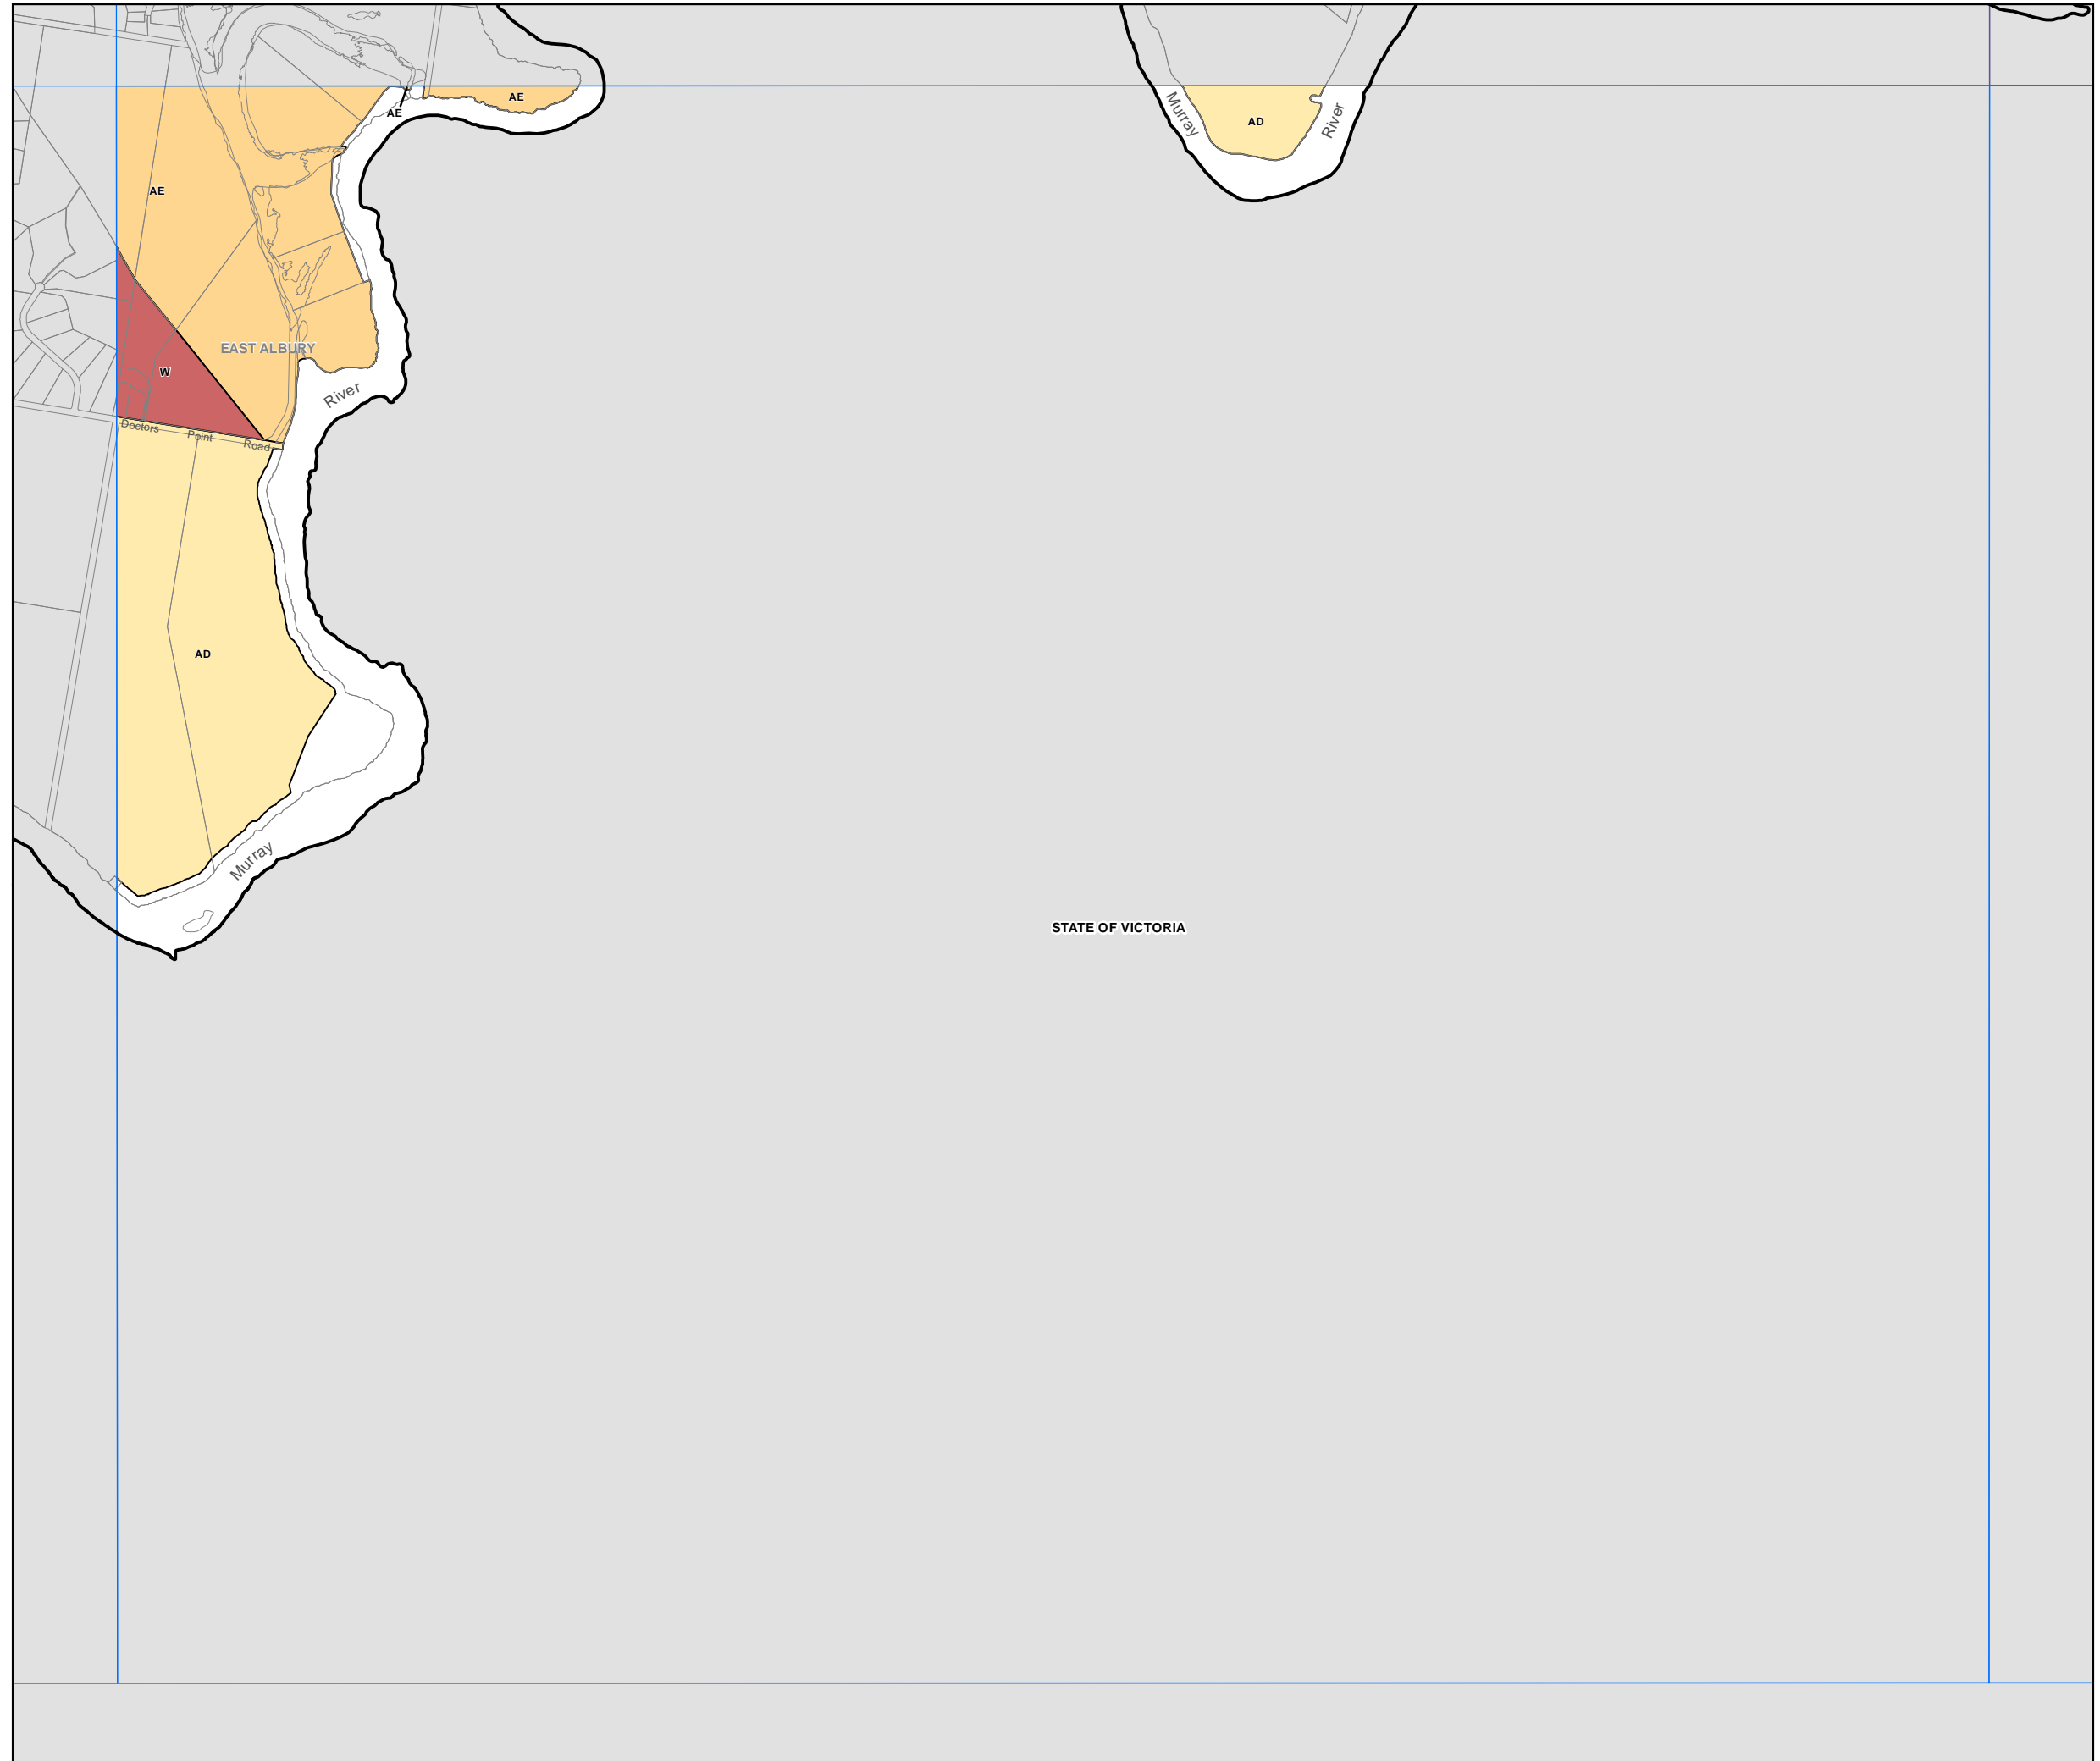 AE
AE
Murray
River
AD
AE
EAST ALBURY
W
River
Doctors Point Road
AD
Murray
STATE OF VICTORIA